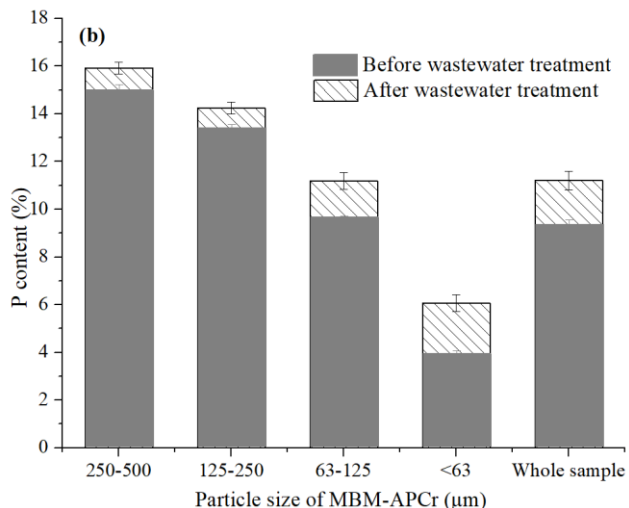 (b)
Before wastewater treatment
After wastewater treatment
P content (%)
18
16
14
12
10
8
6
4
2
0
250-500 125-250 63-125 <63 Whole sample
Particle size of MBM-APCr (μm)